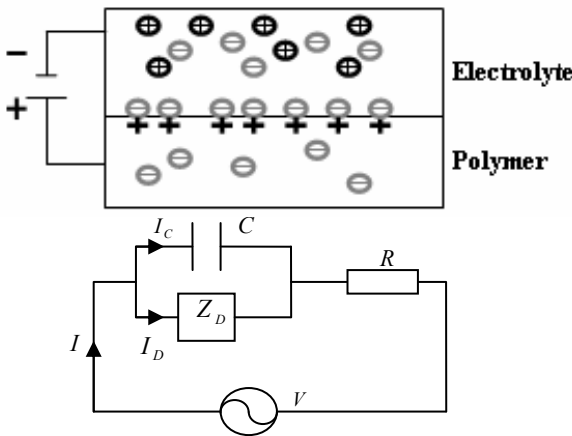 −
+
Electrolyte
+ + + + + + +
Polymer
I_C
C
R
Z_D
I_D
I
V